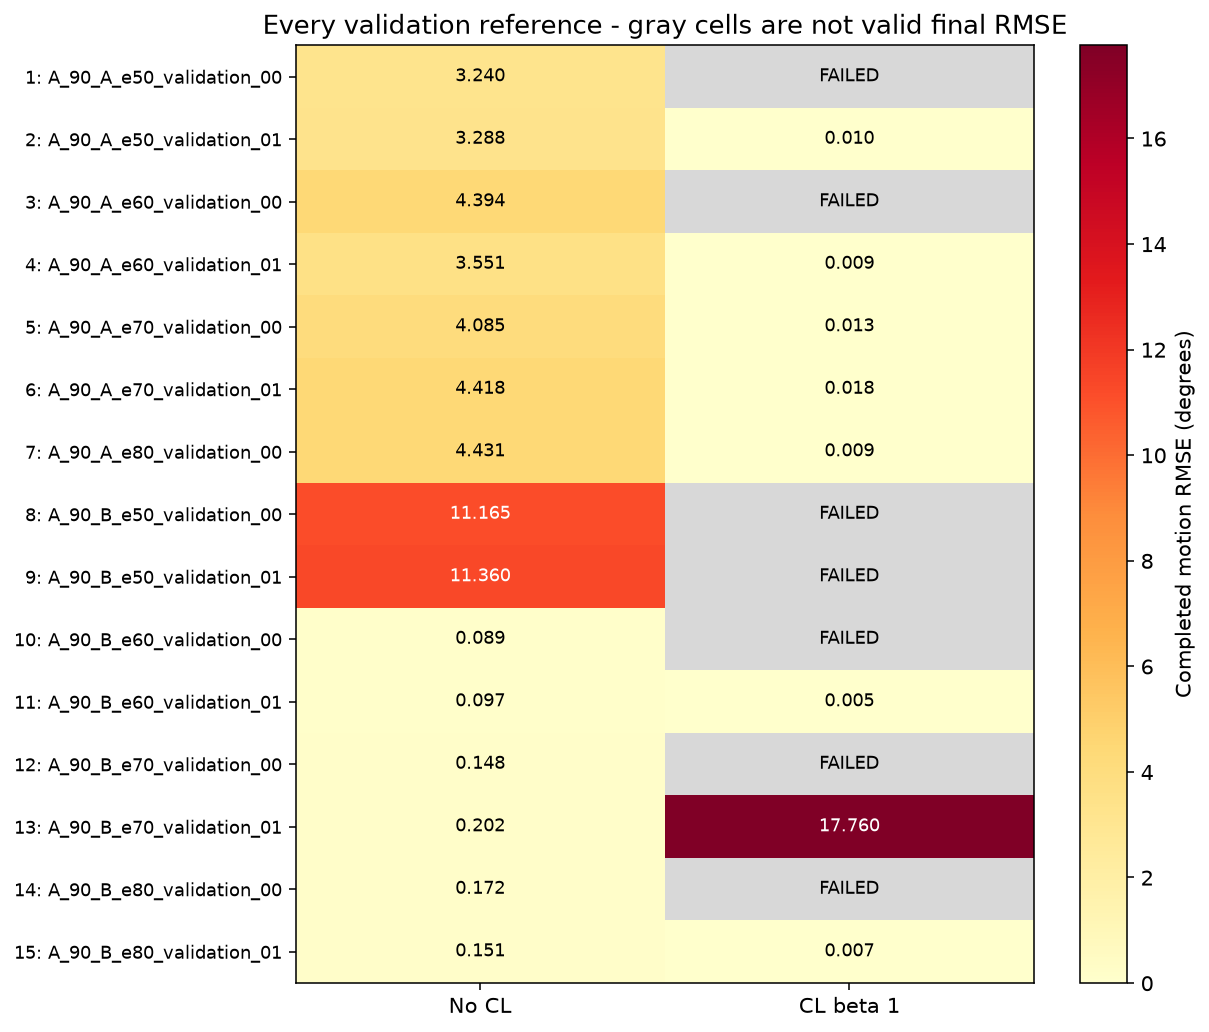 Every validation reference - gray cells are not valid final RMSE
1: A_90_A_e50_validation_00 3.240 FAILED
2: A_90_A_e50_validation_01 3.288 0.010
3: A_90_A_e60_validation_00 4.394 FAILED
4: A_90_A_e60_validation_01 3.551 0.009
5: A_90_A_e70_validation_00 4.085 0.013
6: A_90_A_e70_validation_01 4.418 0.018
7: A_90_A_e80_validation_00 4.431 0.009
8: A_90_B_e50_validation_00 11.165 FAILED
9: A_90_B_e50_validation_01 11.360 FAILED
10: A_90_B_e60_validation_00 0.089 FAILED
11: A_90_B_e60_validation_01 0.097 0.005
12: A_90_B_e70_validation_00 0.148 FAILED
13: A_90_B_e70_validation_01 0.202 17.760
14: A_90_B_e80_validation_00 0.172 FAILED
15: A_90_B_e80_validation_01 0.151 0.007
No CL CL beta 1
16
14
12
10
8
6
4
2
0
Completed motion RMSE (degrees)